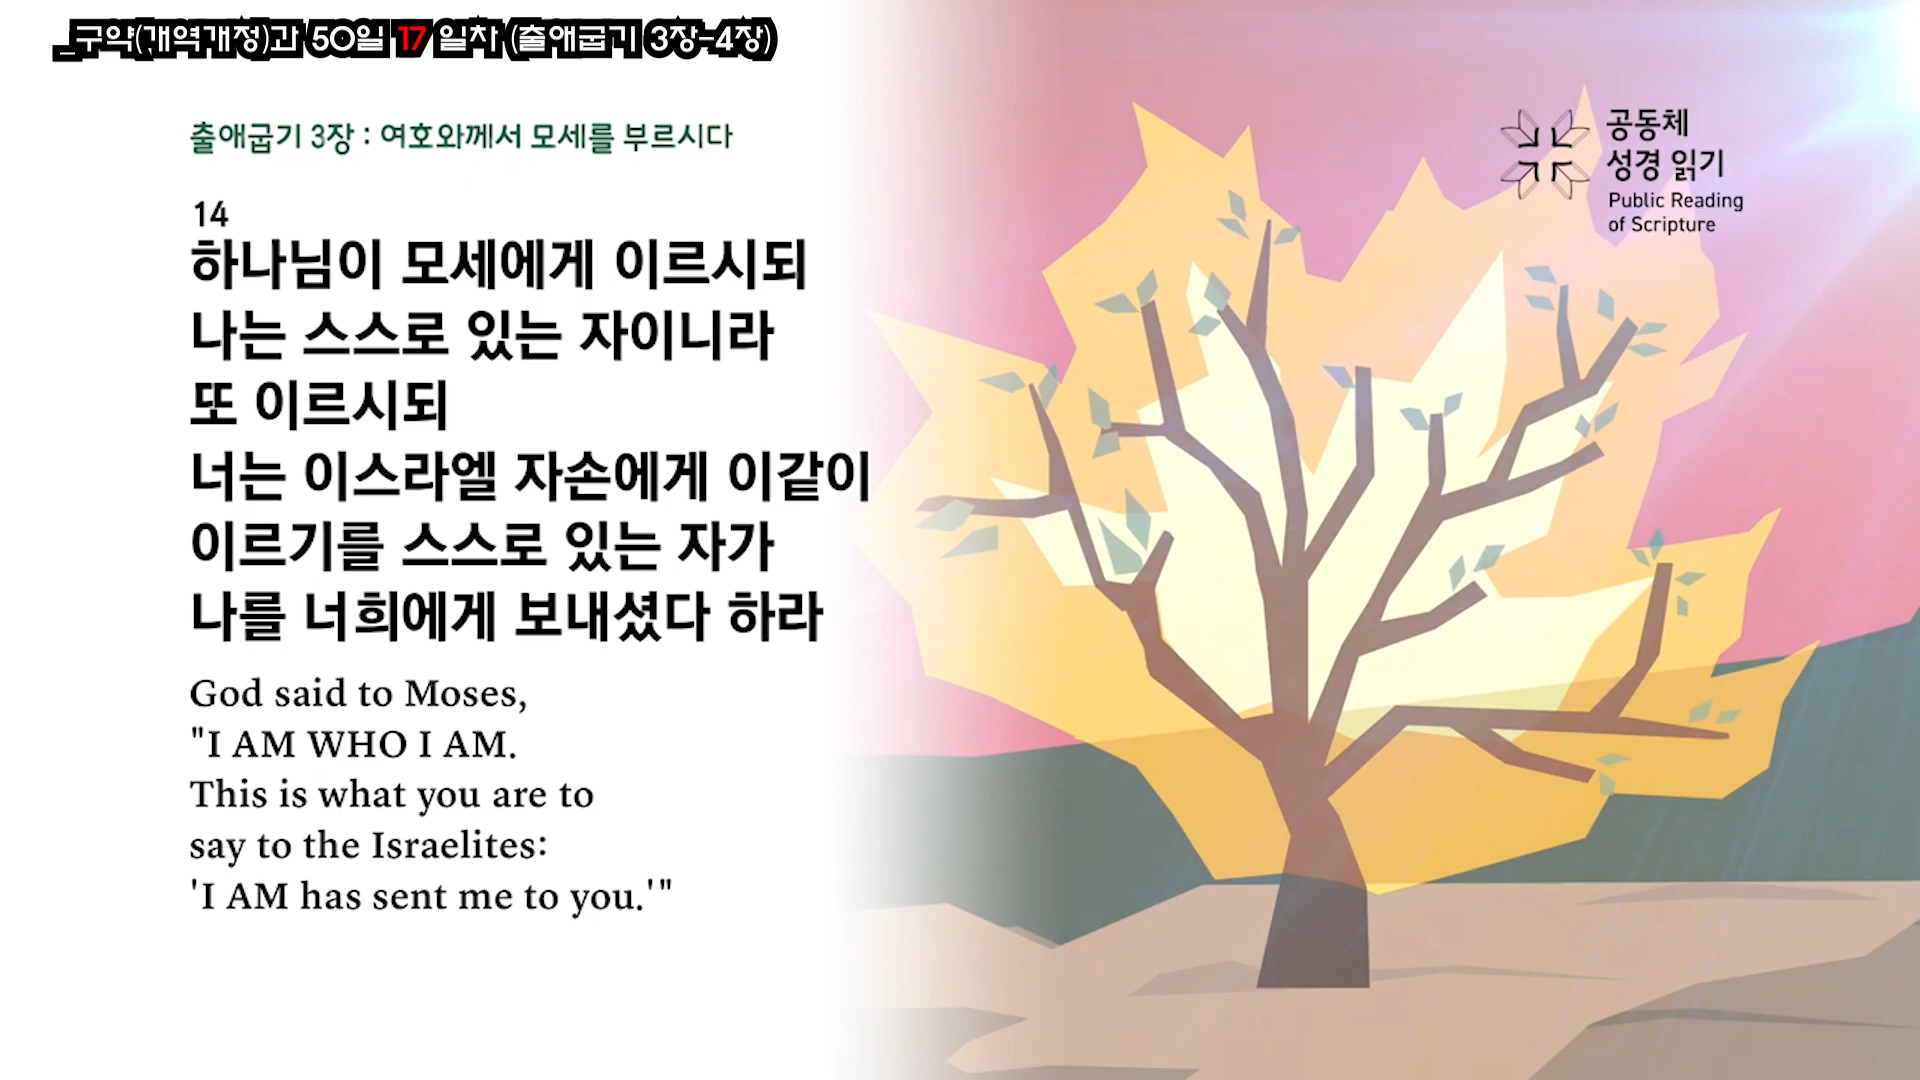 _구약(개역개정)과 50일 17 일차 (출애굽기 3장-4장)
출애굽기 3장 : 여호와께서 모세를 부르시다
공동체
성경 읽기
Public Reading
of Scripture
14
하나님이 모세에게 이르시되
나는 스스로 있는 자이니라
또 이르시되
너는 이스라엘 자손에게 이같이
이르기를 스스로 있는 자가
나를 너희에게 보내셨다 하라
God said to Moses,
"I AM WHO I AM.
This is what you are to
say to the Israelites:
'I AM has sent me to you.'"